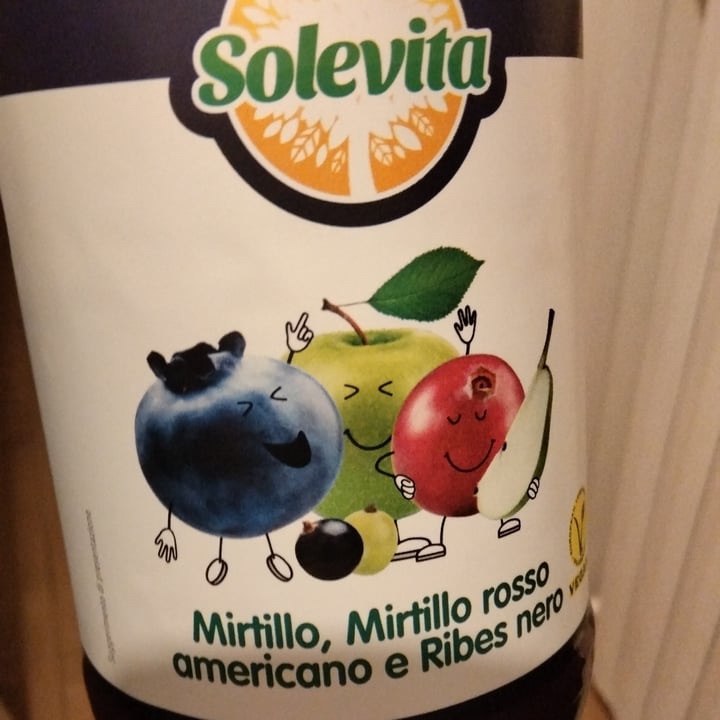 Solevita
Mirtillo, Mirtillo rosso
americano e Ribes nero